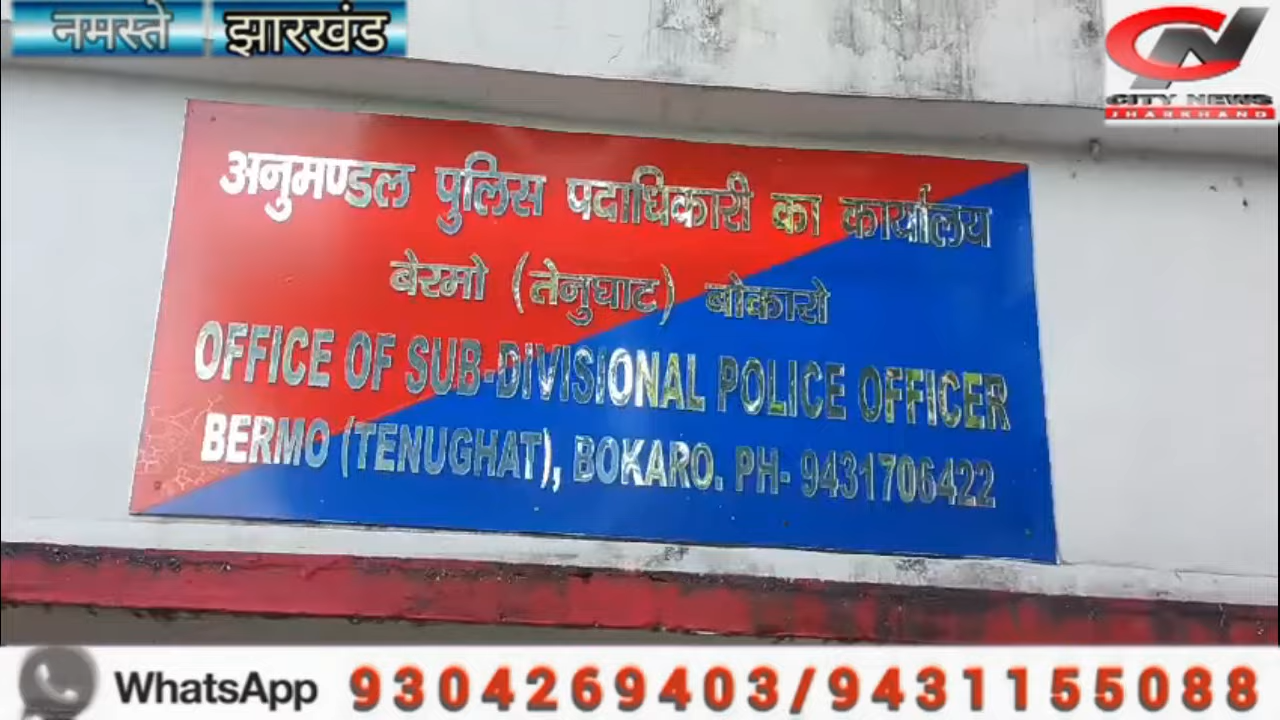 नमस्ते झारखंड
CITY NEWS
JHARKHAND
अनुमण्डल पुलिस पदाधिकारी का कार्यालय
बेरमो (तेनुघाट) बोकारो
OFFICE OF SUB-DIVISIONAL POLICE OFFICER
BERMO (TENUGHAT), BOKARO. PH- 9431706422
WhatsApp 9304269403/9431155088